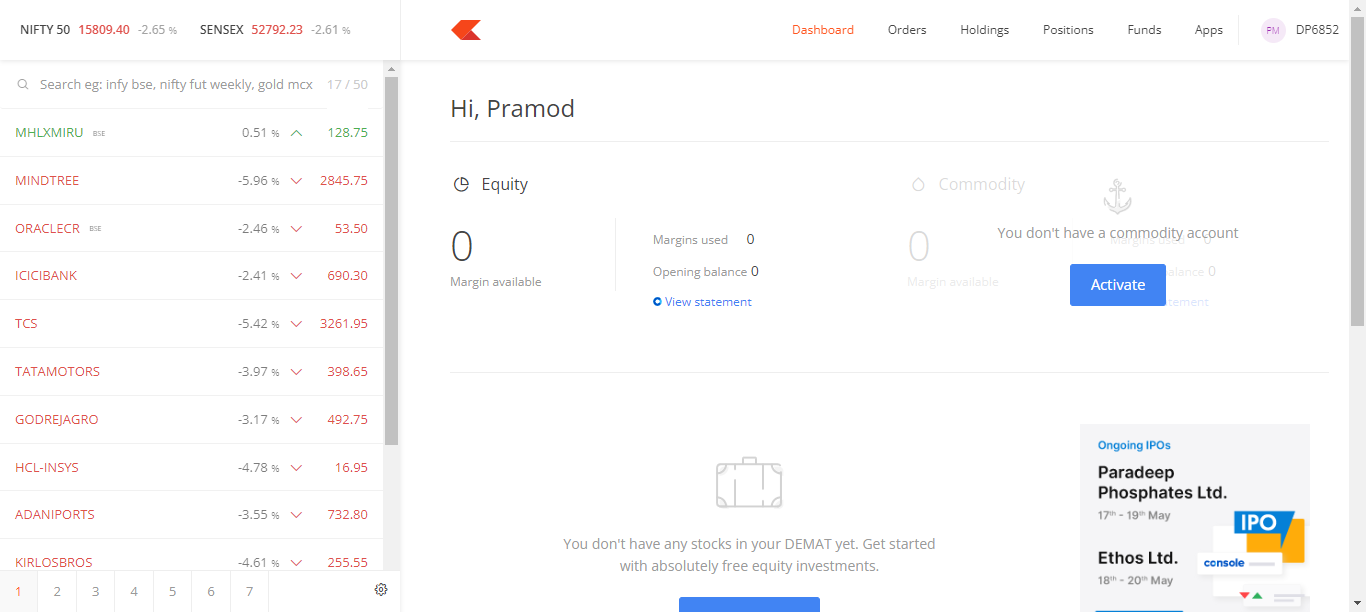 NIFTY 50 15809.40 -2.65 % SENSEX 52792.23 -2.61 %
Dashboard Orders Holdings Positions Funds Apps PM DP6852
Search eg: infy bse, nifty fut weekly, gold mcx 17 / 50
MHLXMIRU BSE 0.51 % 128.75
MINDTREE -5.96 % 2845.75
ORACLECR BSE -2.46 % 53.50
ICICIBANK -2.41 % 690.30
TCS -5.42 % 3261.95
TATAMOTORS -3.97 % 398.65
GODREJAGRO -3.17 % 492.75
HCL-INSYS -4.78 % 16.95
ADANIPORTS -3.55 % 732.80
KIRLOSBROS -4.61 % 255.55
1 2 3 4 5 6 7
Hi, Pramod
Equity
0
Margin available
Margins used 0
Opening balance 0
View statement
Commodity
0
Margin available
Margins used 0
balance 0
You don't have a commodity account
Activate
You don't have any stocks in your DEMAT yet. Get started
with absolutely free equity investments.
Ongoing IPOs
Paradeep
Phosphates Ltd.
17th - 19th May
Ethos Ltd.
18th - 20th May
IPO
console